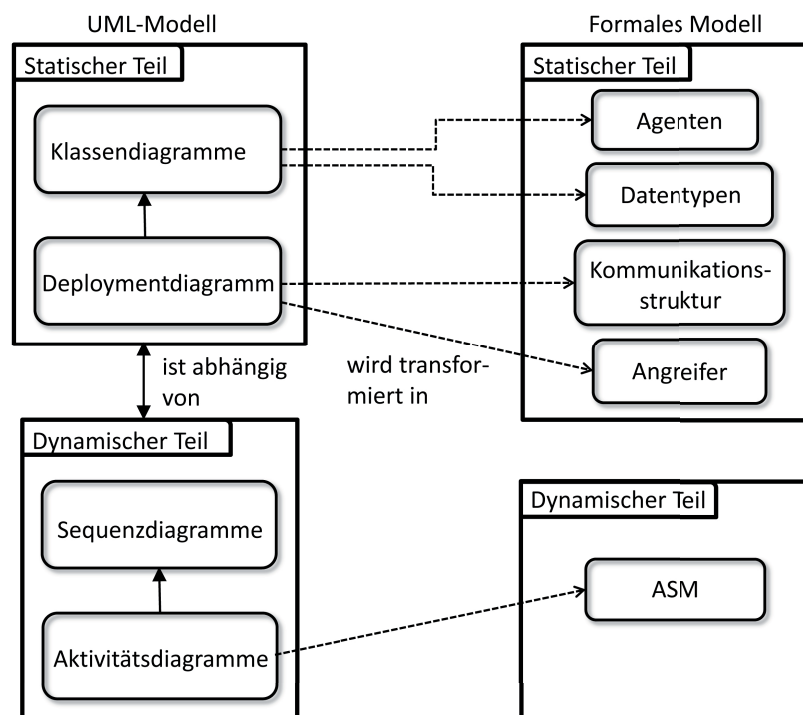 UML-Modell
Formales Modell
Statischer Teil
Statischer Teil
Klassendiagramme
Agenten
Datentypen
Deploymentdiagramm
Kommunikations-
struktur
ist abhängig
von
wird transfor-
miert in
Angreifer
Dynamischer Teil
Dynamischer Teil
Sequenzdiagramme
ASM
Aktivitätsdiagramme